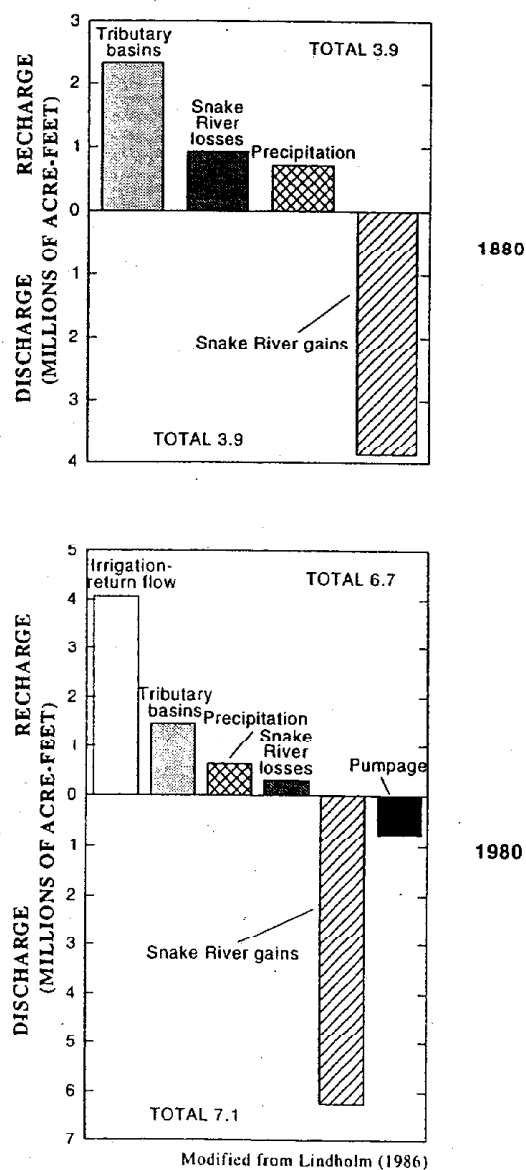 3
2
1
0
1
2
3
4
RECHARGE
DISCHARGE
(MILLIONS OF ACRE-FEET)
Tributary
basins
TOTAL 3.9
Snake
River
losses
Precipitation
Snake River gains
TOTAL 3.9
1880
5
4
3
2
1
0
1
2
3
4
5
6
7
RECHARGE
DISCHARGE
(MILLIONS OF ACRE-FEET)
Irrigation-
return flow
TOTAL 6.7
Tributary
basins
Precipitation
Snake
River
losses
Pumpage
Snake River gains
TOTAL 7.1
1980
Modified from Lindholm (1986)